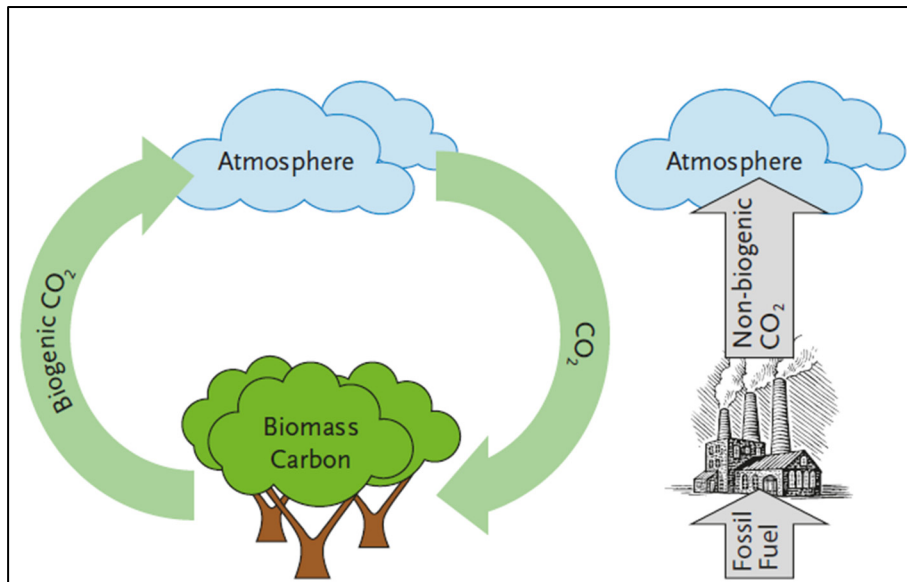 Atmosphere
Biogenic CO₂
CO₂
Biomass
Carbon
Atmosphere
Non-biogenic
CO₂
Fossil
Fuel